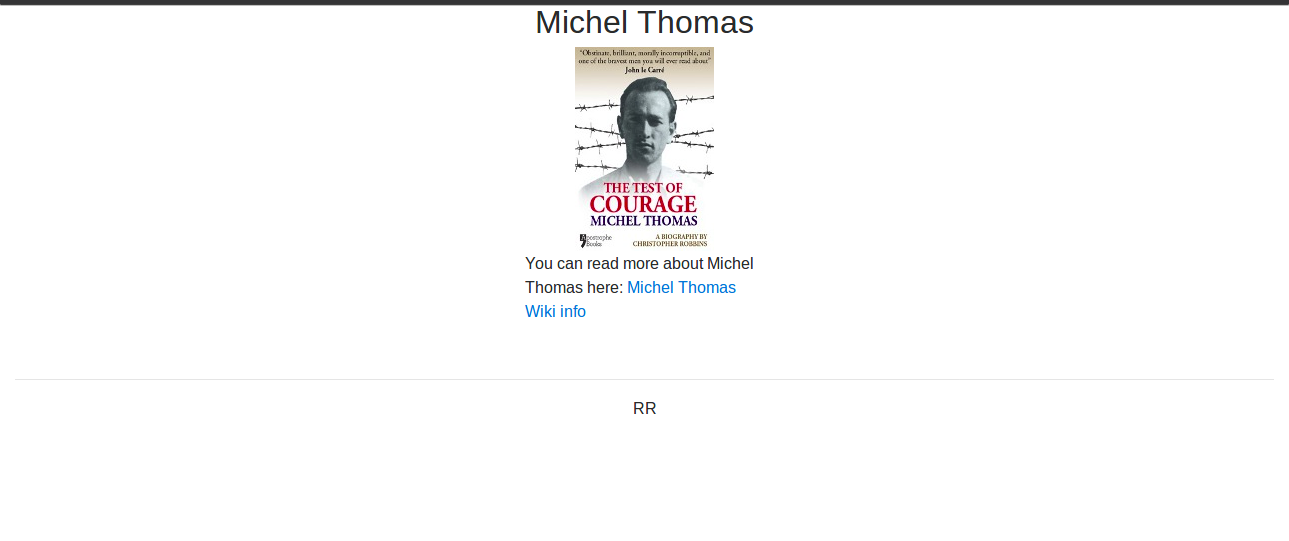 Michel Thomas
"Obstinate, brilliant, morally incorruptible, and
one of the bravest men you will ever read about"
John le Carré
THE TEST OF
COURAGE
MICHEL THOMAS
Apostrophe
Books
A BIOGRAPHY BY
CHRISTOPHER ROBBINS
You can read more about Michel
Thomas here: Michel Thomas
Wiki info
RR